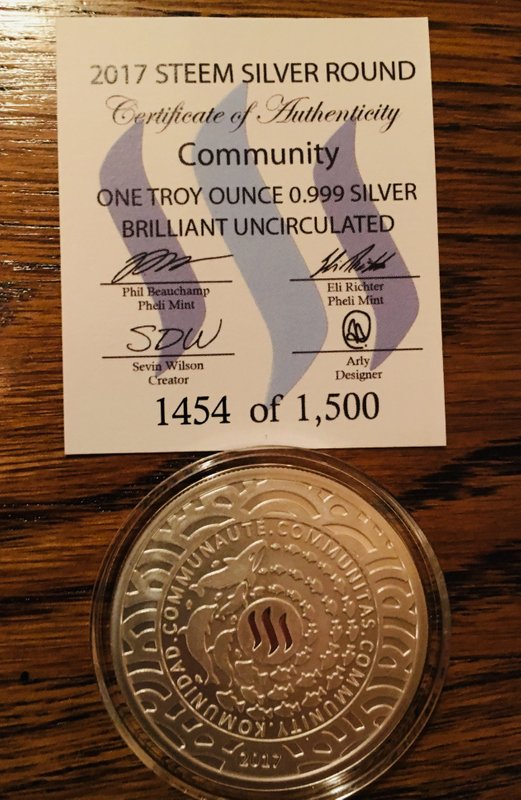 2017 STEEM SILVER ROUND
Certificate of Authenticity
Community
ONE TROY OUNCE 0.999 SILVER
BRILLIANT UNCIRCULATED
Phil Beauchamp
Pheli Mint
Eli Richter
Pheli Mint
SDW
Sevin Wilson
Creator
Arly
Designer
1454 of 1,500
KOMUNIDAD.COMMUNAUTÉ.COMMUNITAS.COMMUNITY.
2017